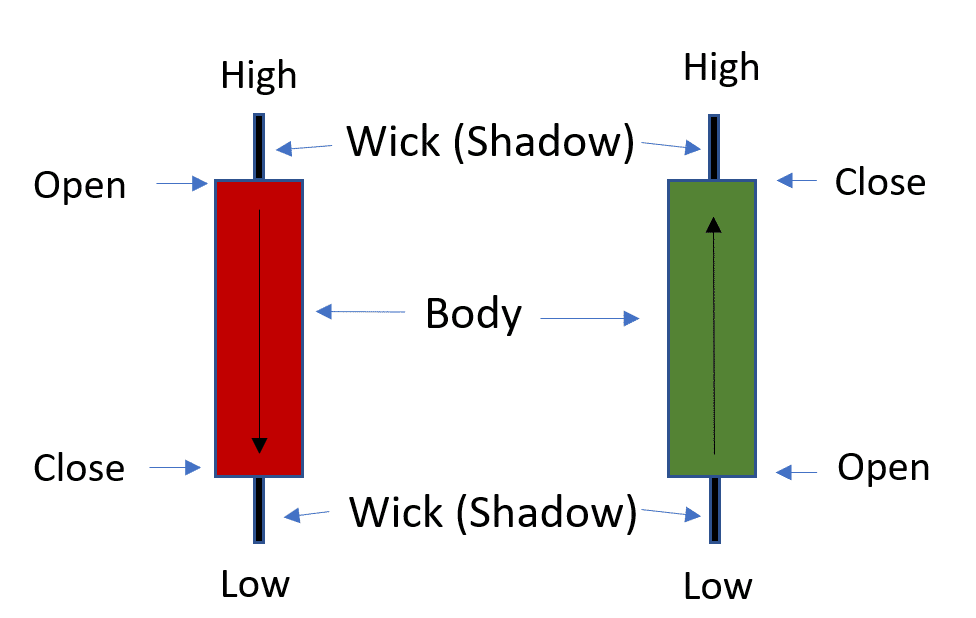 High
High
Wick (Shadow)
Open
Close
Body
Close
Open
Wick (Shadow)
Low
Low